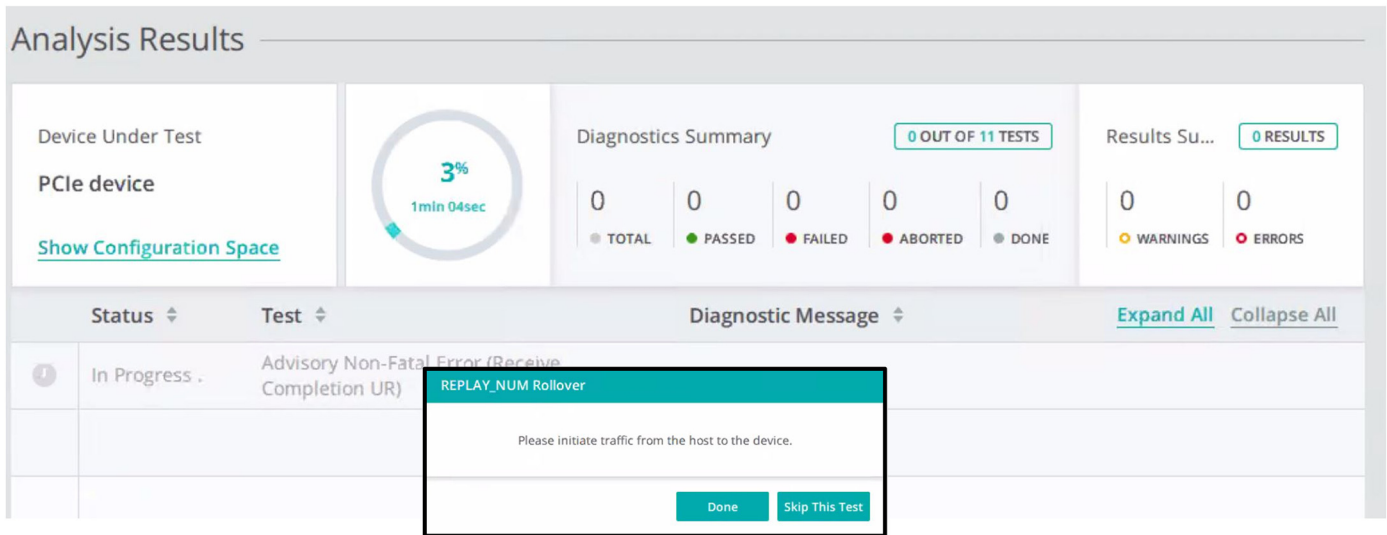 Analysis Results
Device Under Test
PCIe device
Show Configuration Space
3%
1min 04sec
Diagnostics Summary
0 OUT OF 11 TESTS
0 0 0 0 0
TOTAL PASSED FAILED ABORTED DONE
Results Su...
0 RESULTS
0 0
WARNINGS ERRORS
Status Test Diagnostic Message Expand All Collapse All
In Progress .
Advisory Non-Fatal Error (Receive
Completion UR)
REPLAY_NUM Rollover
Please initiate traffic from the host to the device.
Done Skip This Test